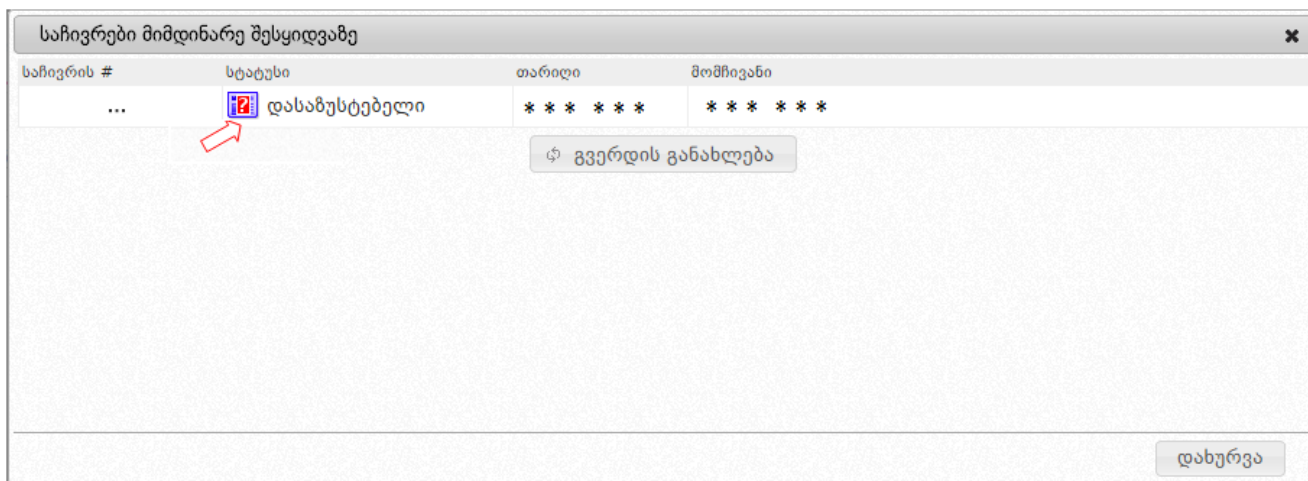 საჩივრები მიმდინარე შესყიდვაზე
საჩივრის # სტატუსი თარიღი მომჩივანი
... დასაზუსტებელი * * * * * * * * * * * *
გვერდის განახლება
დახურვა